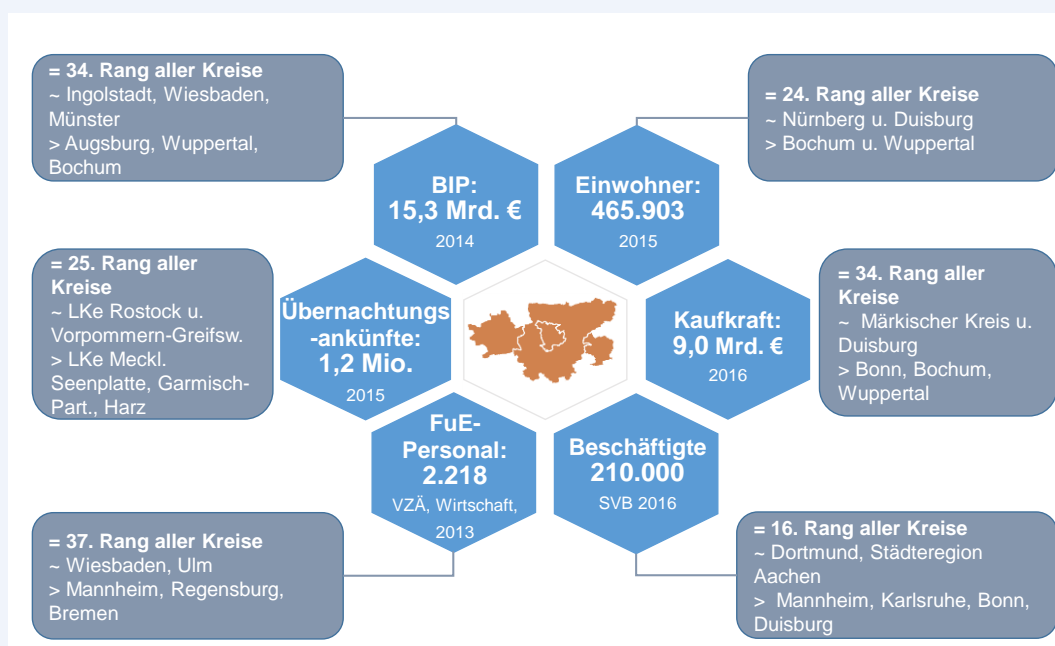 = 34. Rang aller Kreise
~ Ingolstadt, Wiesbaden,
Münster
> Augsburg, Wuppertal,
Bochum
BIP:
15,3 Mrd. €
2014
Einwohner:
465.903
2015
= 24. Rang aller Kreise
~ Nürnberg u. Duisburg
> Bochum u. Wuppertal
= 25. Rang aller
Kreise
~ LKe Rostock u.
Vorpommern-Greifsw.
> LKe Meckl.
Seenplatte, Garmisch-
Part., Harz
Übernachtungs
-ankünfte:
1,2 Mio.
2015
Kaufkraft:
9,0 Mrd. €
2016
= 34. Rang aller
Kreise
~ Märkischer Kreis u.
Duisburg
> Bonn, Bochum,
Wuppertal
FuE-
Personal:
2.218
VZÄ, Wirtschaft,
2013
Beschäftigte
210.000
SVB 2016
= 37. Rang aller Kreise
~ Wiesbaden, Ulm
> Mannheim, Regensburg,
Bremen
= 16. Rang aller Kreise
~ Dortmund, Städteregion
Aachen
> Mannheim, Karlsruhe, Bonn,
Duisburg